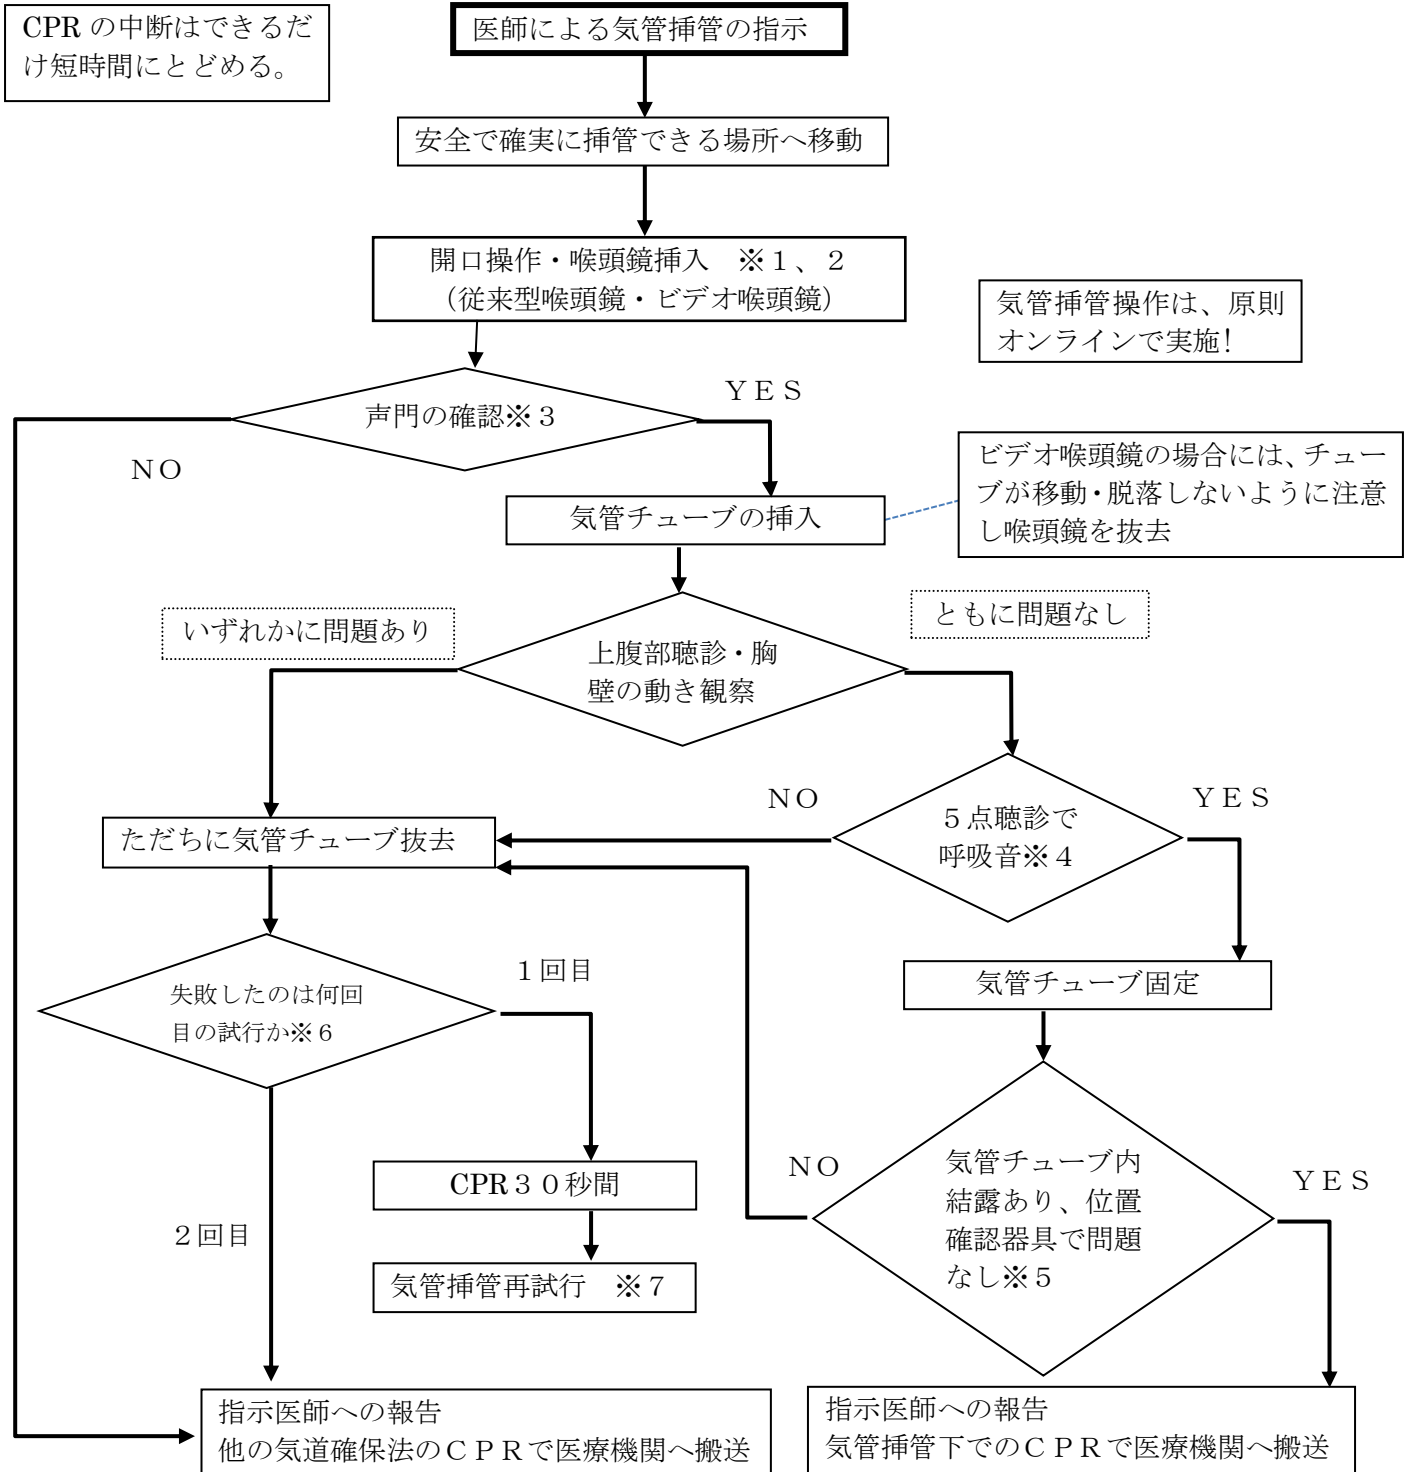 CPR の中断はできるだ
け短時間にとどめる。
医師による気管挿管の指示
安全で確実に挿管できる場所へ移動
開口操作・喉頭鏡挿入　※１、２
（従来型喉頭鏡・ビデオ喉頭鏡）
気管挿管操作は、原則
オンラインで実施！
声門の確認※３
ＹＥＳ
ＮＯ
ビデオ喉頭鏡の場合には、チュー
ブが移動・脱落しないように注意
し喉頭鏡を抜去
気管チューブの挿入
いずれかに問題あり
ともに問題なし
上腹部聴診・胸
壁の動き観察
ＮＯ
ＹＥＳ
５点聴診で
呼吸音※４
ただちに気管チューブ抜去
１回目
気管チューブ固定
失敗したのは何回
目の試行か※６
ＮＯ
気管チューブ内
結露あり、位置
確認器具で問題
なし※５
ＹＥＳ
CPR３０秒間
２回目
気管挿管再試行　※７
指示医師への報告
他の気道確保法のＣＰＲで医療機関へ搬送
指示医師への報告
気管挿管下でのＣＰＲで医療機関へ搬送